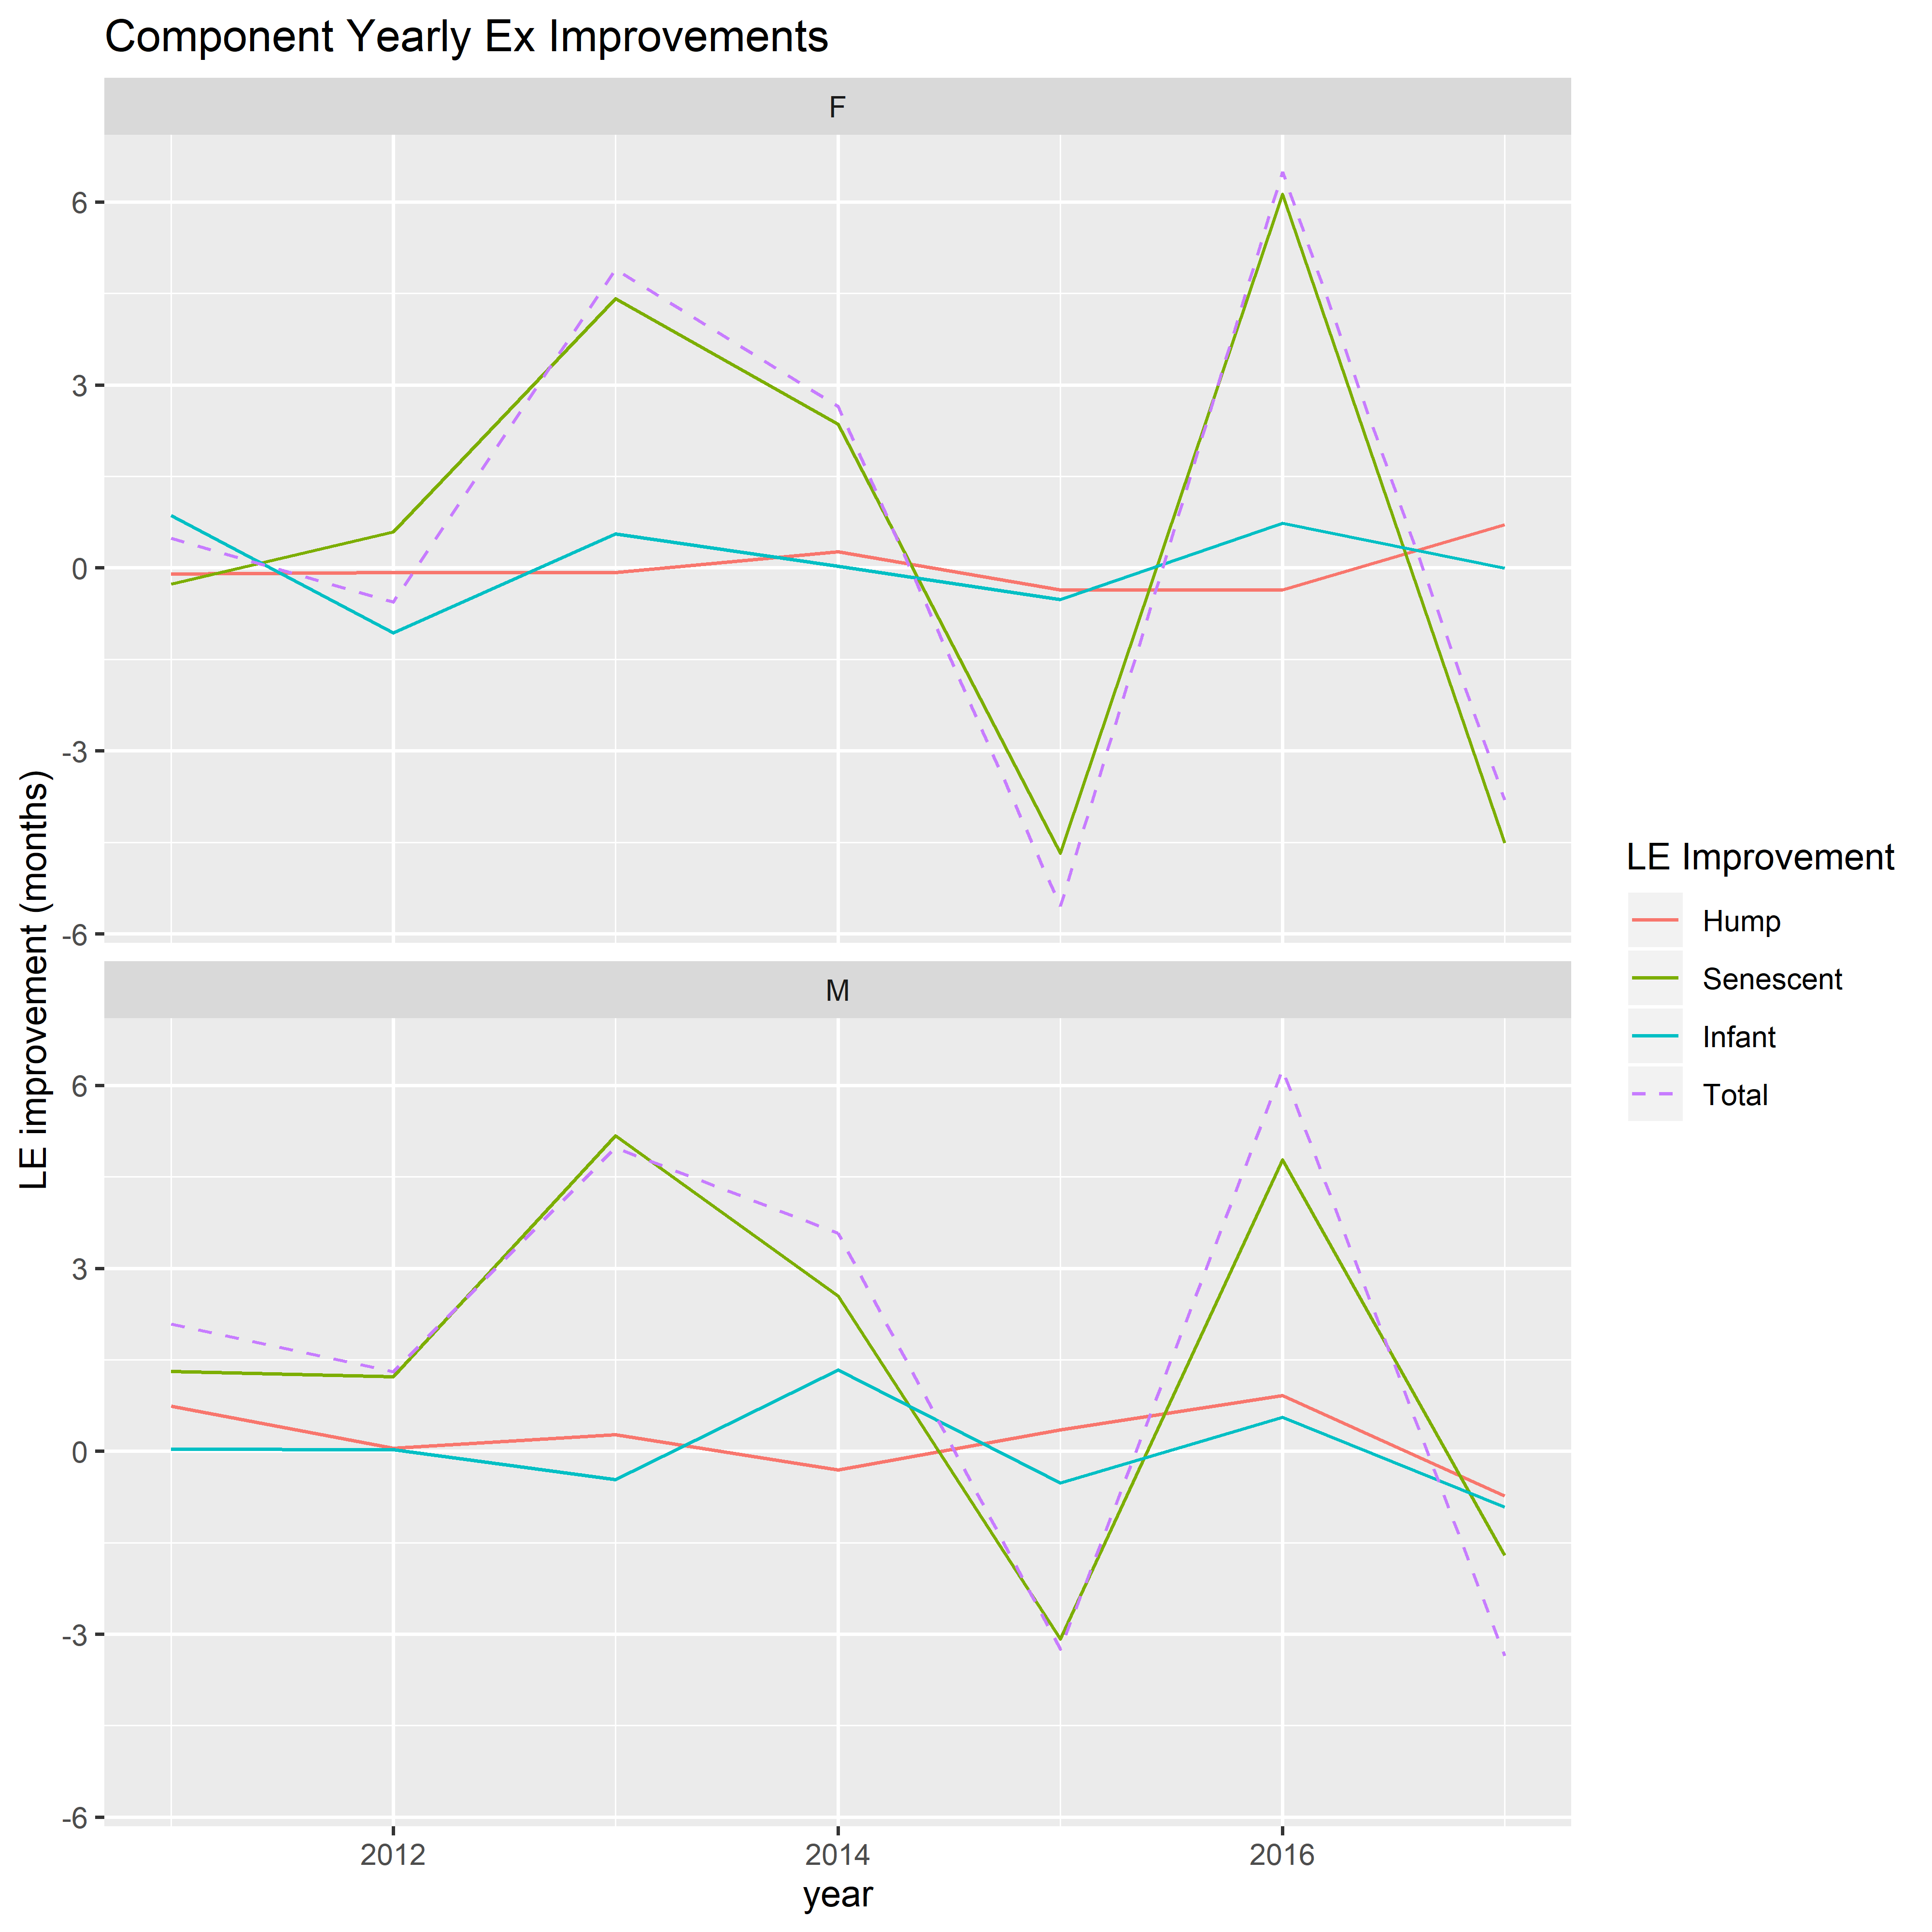 Component Yearly Ex Improvements
F
6
3
0
-3
-6
M
6
3
0
-3
-6
2012 2014 2016
year
LE improvement (months)
LE Improvement
Hump
Senescent
Infant
Total